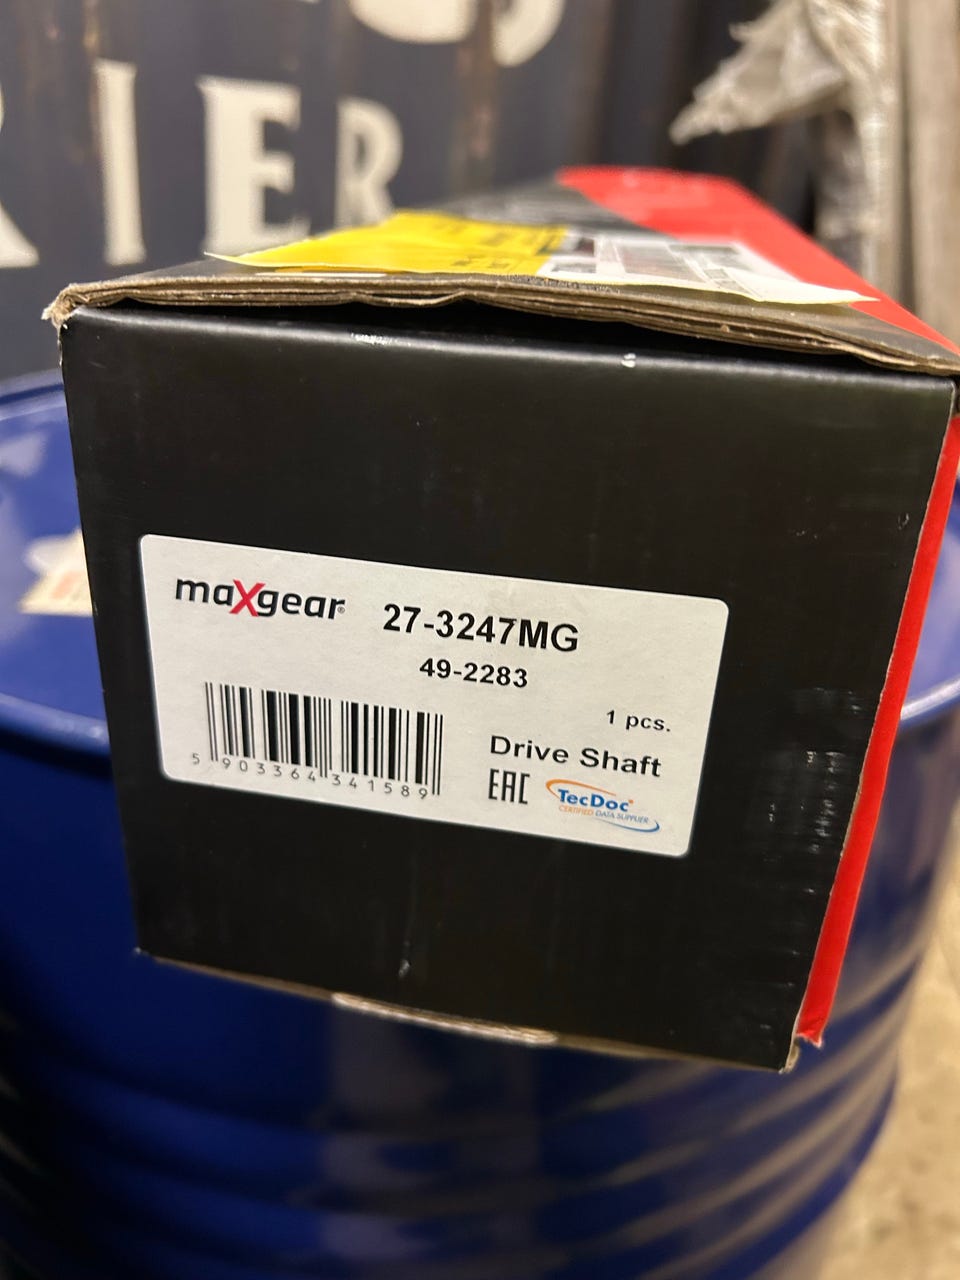 RIER
maxgear®
27-3247MG
49-2283
1 pcs.
Drive Shaft
5 903364 341589
EAC
TecDoc®
CERTIFIED DATA SUPPLIER